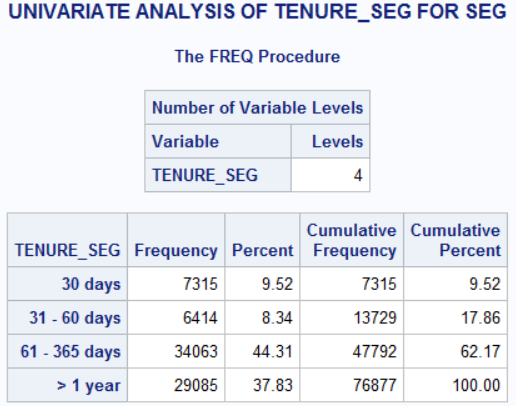 UNIVARIATE ANALYSIS OF TENURE_SEG FOR SEG
The FREQ Procedure
Number of Variable Levels
Variable Levels
TENURE_SEG 4
TENURE_SEG Frequency Percent Cumulative Frequency Cumulative Percent
30 days 7315 9.52 7315 9.52
31 - 60 days 6414 8.34 13729 17.86
61 - 365 days 34063 44.31 47792 62.17
> 1 year 29085 37.83 76877 100.00